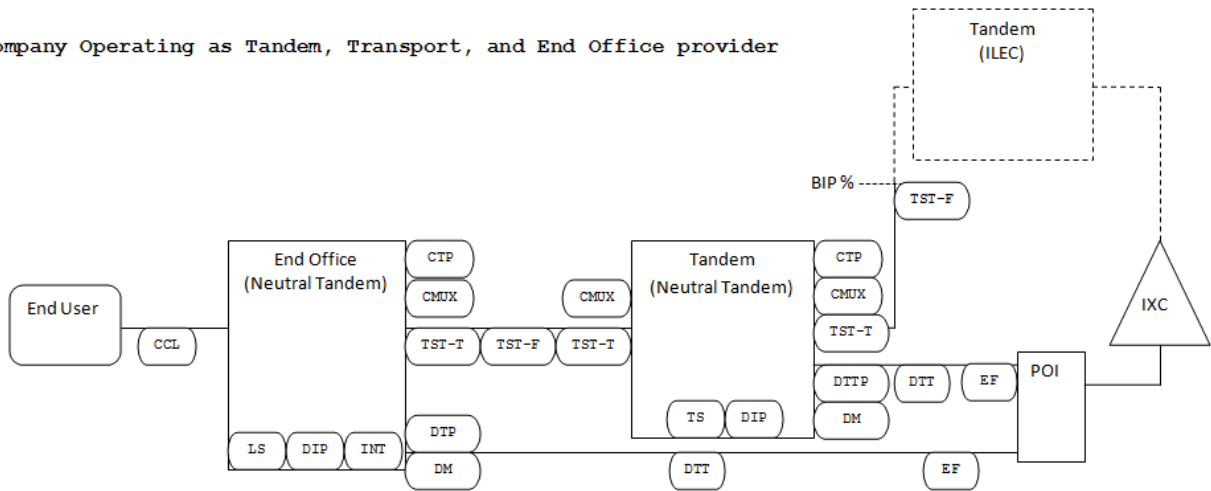 ompany Operating as Tandem, Transport, and End Office provider
Tandem
(ILEC)
BIP %
TST-F
End Office
(Neutral Tandem)
CTP
CMUX
TST-T
TST-F
TST-T
CMUX
Tandem
(Neutral Tandem)
CTP
CMUX
TST-T
End User
CCL
IXC
DTTP
DTT
EF
POI
DM
TS
DIP
LS
DIP
INT
DTP
DM
DTT
EF